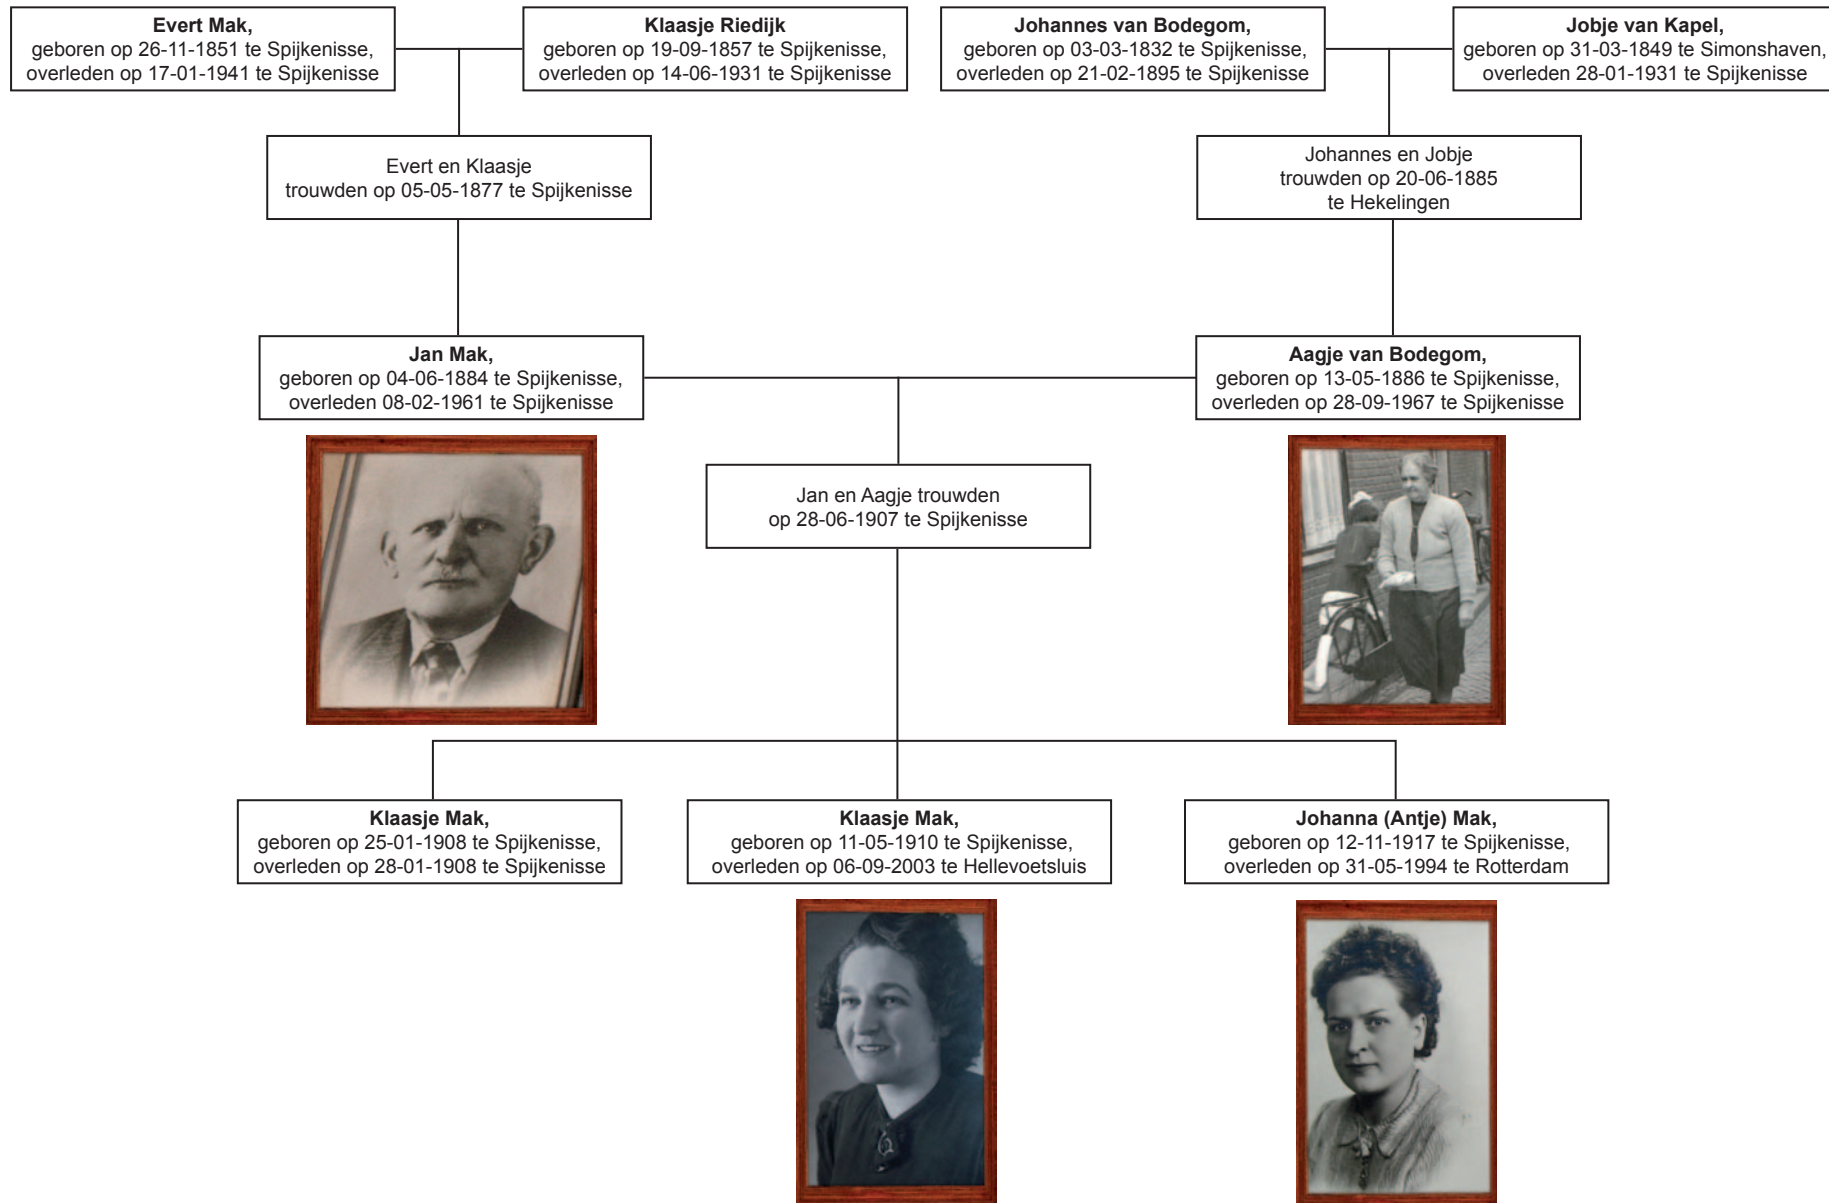 Evert Mak,
geboren op 26-11-1851 te Spijkenisse,
overleden op 17-01-1941 te Spijkenisse
Klaasje Riedijk
geboren op 19-09-1857 te Spijkenisse,
overleden op 14-06-1931 te Spijkenisse
Johannes van Bodegom,
geboren op 03-03-1832 te Spijkenisse,
overleden op 21-02-1895 te Spijkenisse
Jobje van Kapel,
geboren op 31-03-1849 te Simonshaven,
overleden 28-01-1931 te Spijkenisse
Evert en Klaasje
trouwden op 05-05-1877 te Spijkenisse
Johannes en Jobje
trouwden op 20-06-1885
te Hekelingen
Jan Mak,
geboren op 04-06-1884 te Spijkenisse,
overleden 08-02-1961 te Spijkenisse
Aagje van Bodegom,
geboren op 13-05-1886 te Spijkenisse,
overleden op 28-09-1967 te Spijkenisse
Jan en Aagje trouwden
op 28-06-1907 te Spijkenisse
Klaasje Mak,
geboren op 25-01-1908 te Spijkenisse,
overleden op 28-01-1908 te Spijkenisse
Klaasje Mak,
geboren op 11-05-1910 te Spijkenisse,
overleden op 06-09-2003 te Hellevoetsluis
Johanna (Antje) Mak,
geboren op 12-11-1917 te Spijkenisse,
overleden op 31-05-1994 te Rotterdam